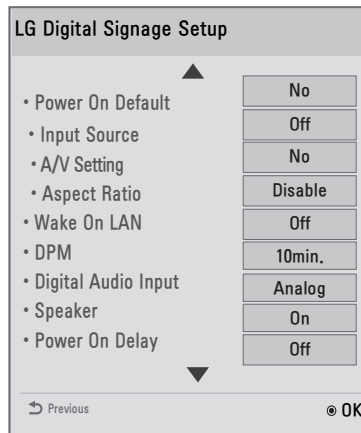 LG Digital Signage Setup
• Power On Default No
• Input Source Off
• A/V Setting No
• Aspect Ratio Disable
• Wake On LAN Off
• DPM 10min.
• Digital Audio Input Analog
• Speaker On
• Power On Delay Off
Previous OK